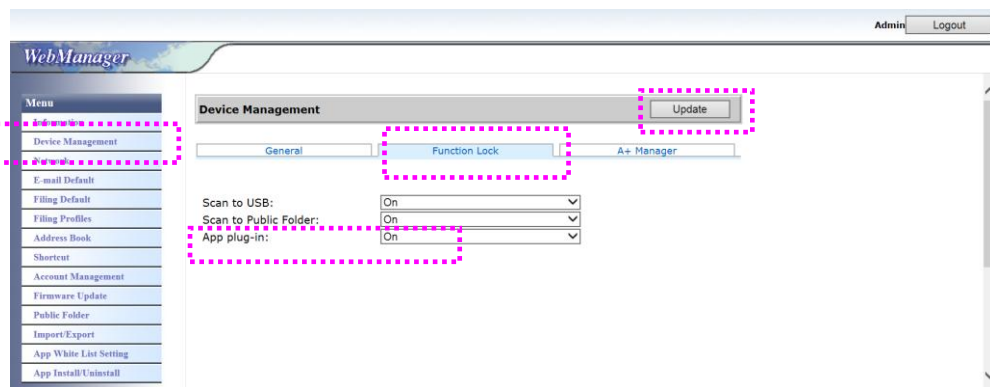 Admin Logout
WebManager
Menu
Information
Device Management
Network
E-mail Default
Filing Default
Filing Profiles
Address Book
Shortcut
Account Management
Firmware Update
Public Folder
Import/Export
App White List Setting
App Install/Uninstall
Device Management Update
General Function Lock A+ Manager
Scan to USB: On
Scan to Public Folder: On
App plug-in: On